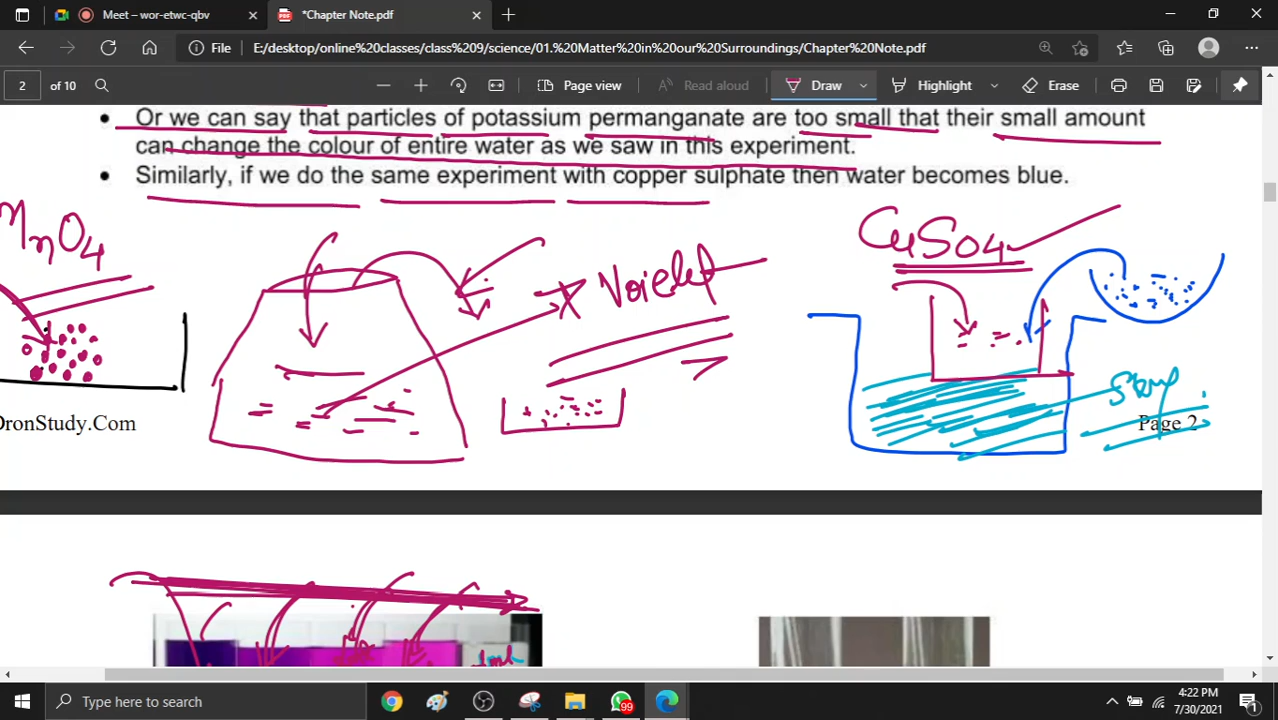 Meet – wor-etwc-qbv
*Chapter Note.pdf
File
E:/desktop/online%20classes/class%209/science/01.%20Matter%20in%20our%20Surroundings/Chapter%20Note.pdf
2 of 10
Page view
Read aloud
Draw
Highlight
Erase
• Or we can say that particles of potassium permanganate are too small that their small amount
can change the colour of entire water as we saw in this experiment.
• Similarly, if we do the same experiment with copper sulphate then water becomes blue.
MnO4
Voielet
CuSO4
DronStudy.Com
Page 2
Type here to search
99
4:22 PM
7/30/2021
1